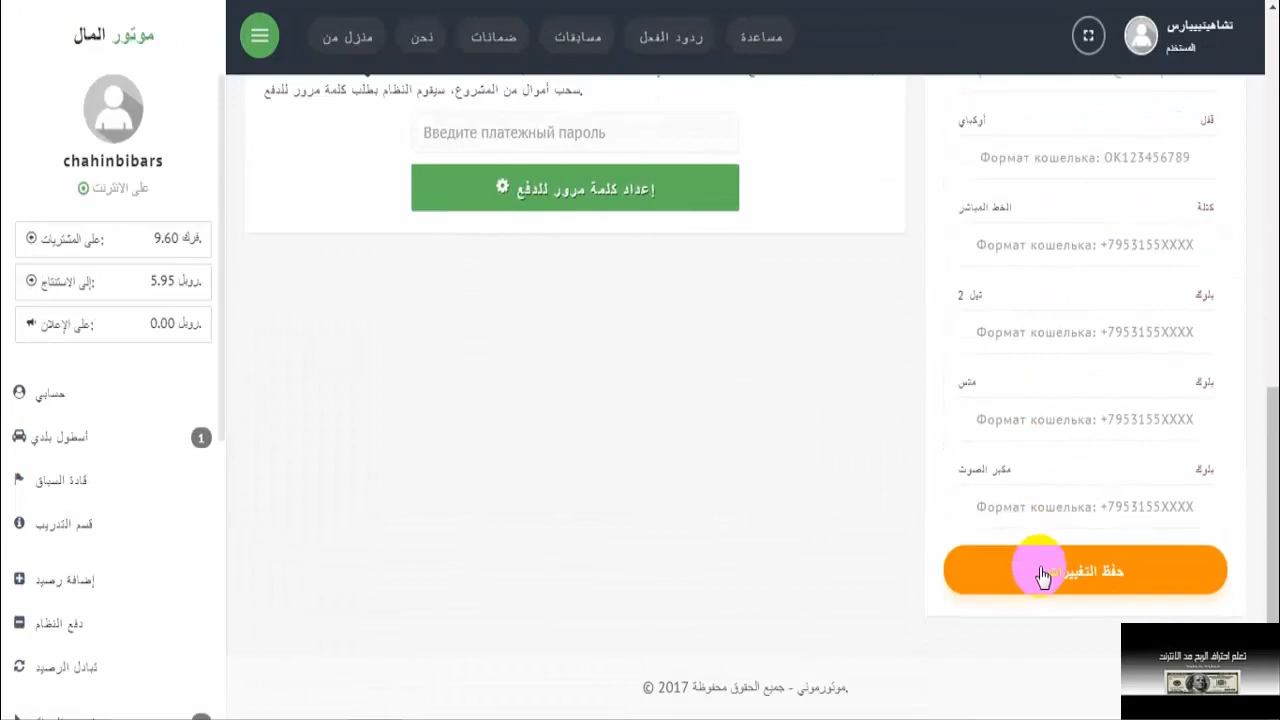 موتور المال
منزل من
نحن
ضمانات
مسابقات
ردود الفعل
مساعدة
تشاهينييبارس
المستخدم
chahinbibars
على الانترنت
على المشتريات: 9.60 فرك.
إلى الاستنتاج: 5.95 روبل.
على الإعلان: 0.00 روبل.
حسابي
أسطول بلدي 1
قادة السباق
قسم التدريب
إضافة رصيد
دفع النظام
تبادل الرصيد
سحب أموال من المشروع، سيقوم النظام بطلب كلمة مرور للدفع.
Введите платежный пароль
إعداد كلمة مرور للدفع
أوكباي قفل
Формат кошелька: OK123456789
الخط المباشر كتلة
Формат кошелька: +7953155XXXX
تيل 2 بلوك
Формат кошелька: +7953155XXXX
متس بلوك
Формат кошелька: +7953155XXXX
مكبر الصوت بلوك
Формат кошелька: +7953155XXXX
حفظ التغييرات
© 2017 موتورموني - جميع الحقوق محفوظة.
تعلم احتراف الربح مد الانترنت